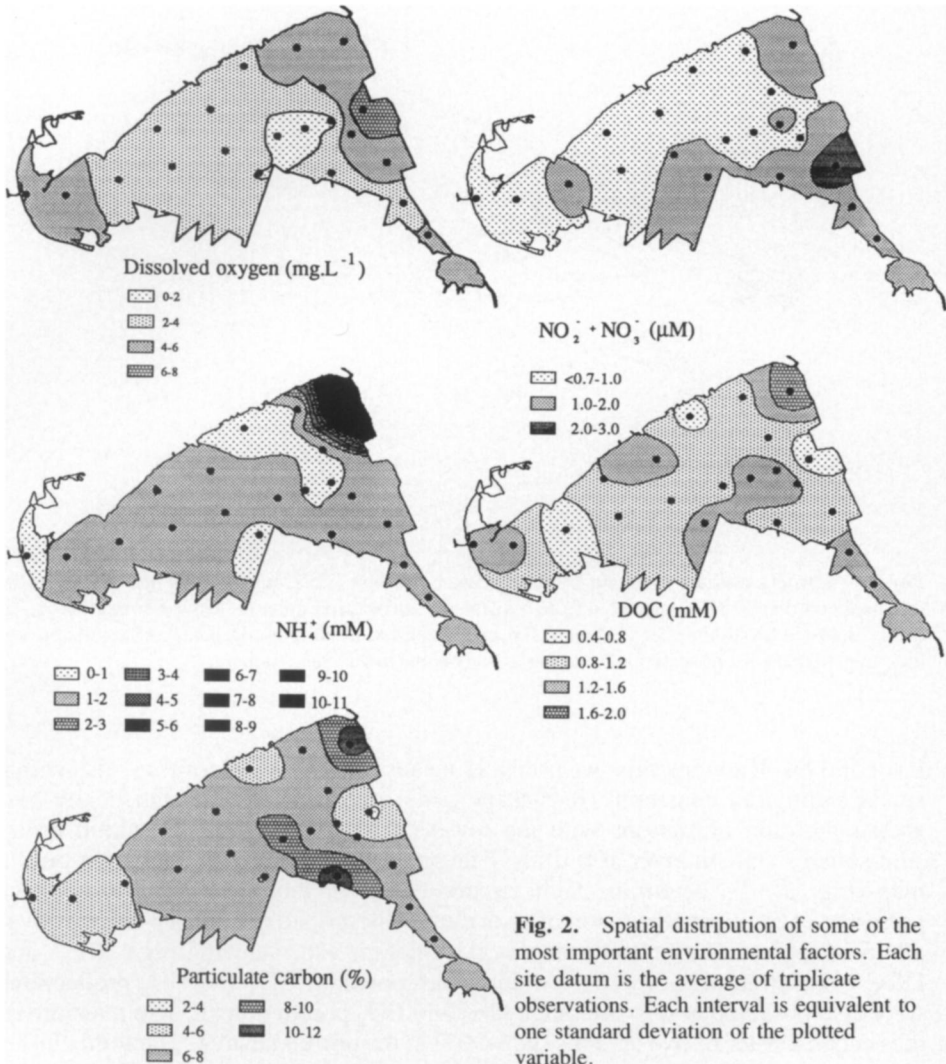 Dissolved oxygen (mg.L⁻¹)
0-2
2-4
4-6
6-8
NO₂⁻ + NO₃⁻ (μM)
<0.7-1.0
1.0-2.0
2.0-3.0
NH₄⁺ (mM)
0-1 3-4 6-7 9-10
1-2 4-5 7-8 10-11
2-3 5-6 8-9
DOC (mM)
0.4-0.8
0.8-1.2
1.2-1.6
1.6-2.0
Particulate carbon (%)
2-4 8-10
4-6 10-12
6-8
Fig. 2. Spatial distribution of some of the
most important environmental factors. Each
site datum is the average of triplicate
observations. Each interval is equivalent to
one standard deviation of the plotted
variable.